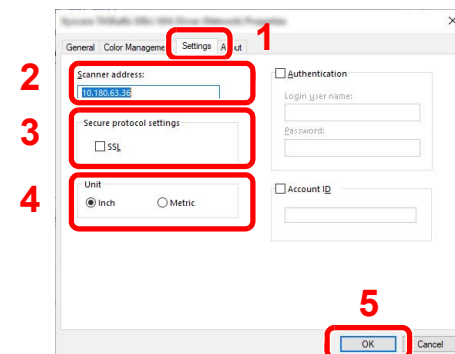 1
General Color Management Settings About
2
Scanner address:
10.180.63.36
Authentication
Login user name:
Password:
3
Secure protocol settings
SSL
4
Unit
Inch Metric
Account ID
5
OK Cancel